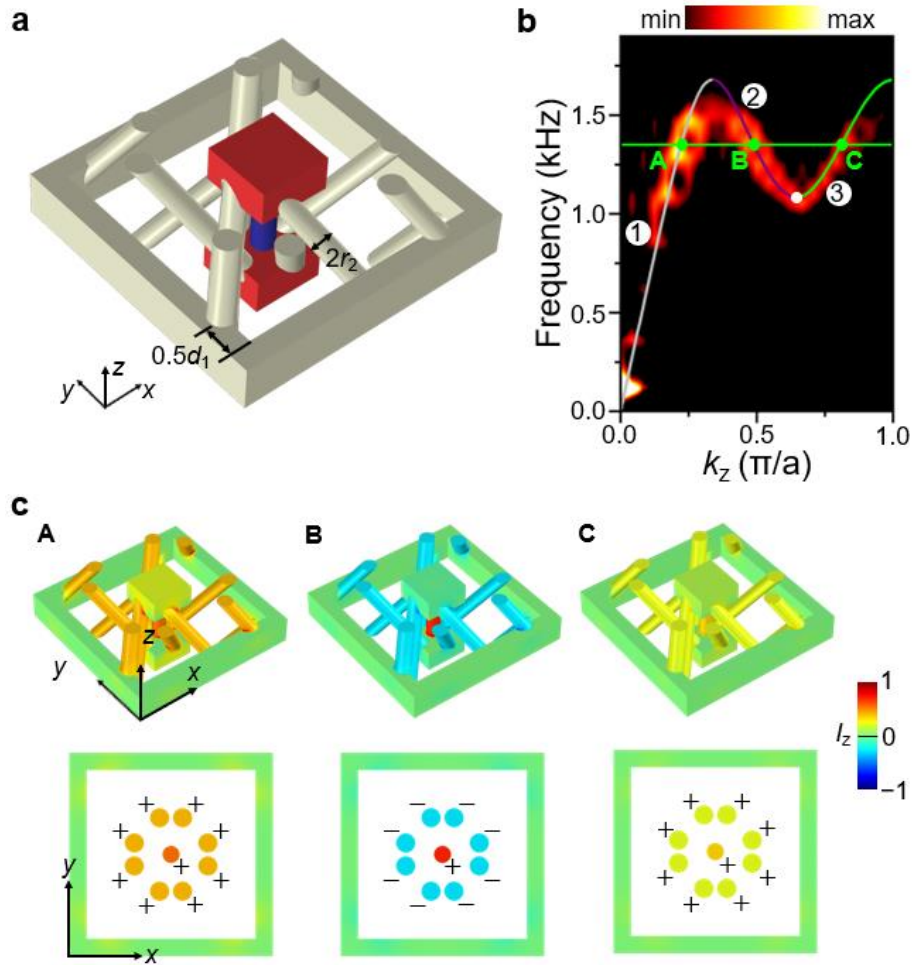 a
2r₂
0.5d₁
z
y
x
b
min
max
Frequency (kHz)
1.5
1.0
0.5
0.0
0.0
0.5
1.0
kz (π/a)
1
2
3
A
B
C
c
A
B
C
z
y
x
1
Iz
0
−1
+ + + + + + + + +
− − − − − − − − +
+ + + + + + + + +
y
x